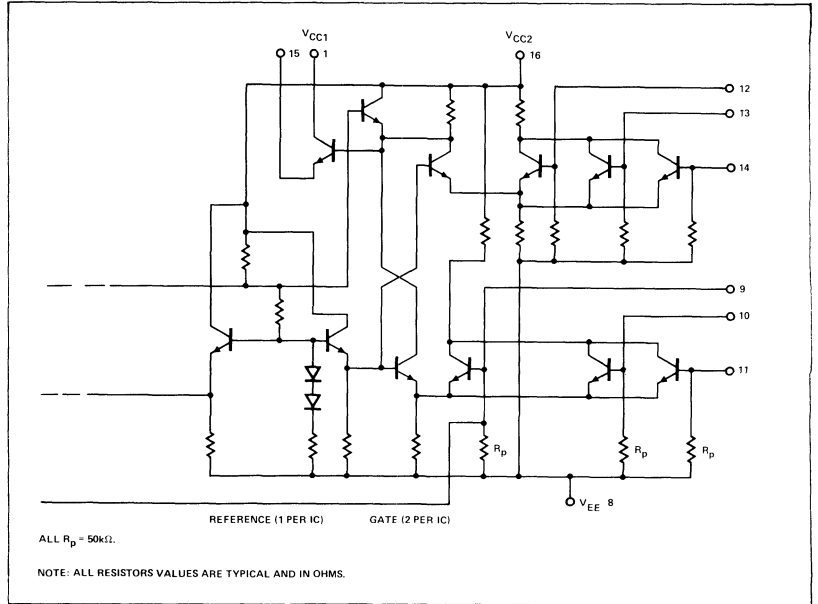 VCC1
15 1
VCC2
16
12
13
14
9
10
11
Rp
Rp
Rp
VEE 8
REFERENCE (1 PER IC)
GATE (2 PER IC)
ALL Rp = 50kΩ.
NOTE: ALL RESISTORS VALUES ARE TYPICAL AND IN OHMS.